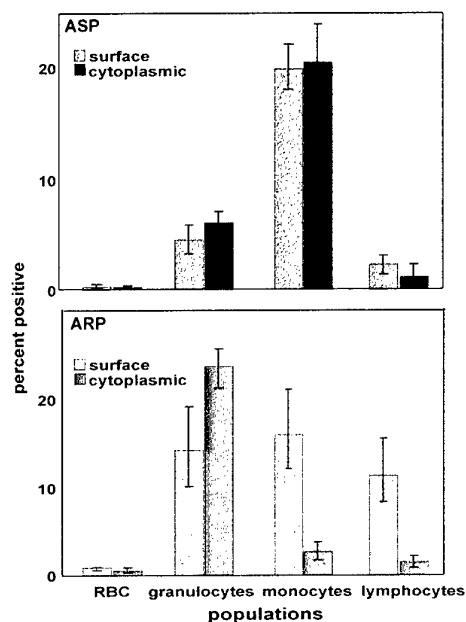 ASP
surface
cytoplasmic
20
10
0
percent positive
ARP
surface
cytoplasmic
20
10
0
RBC granulocytes monocytes lymphocytes
populations